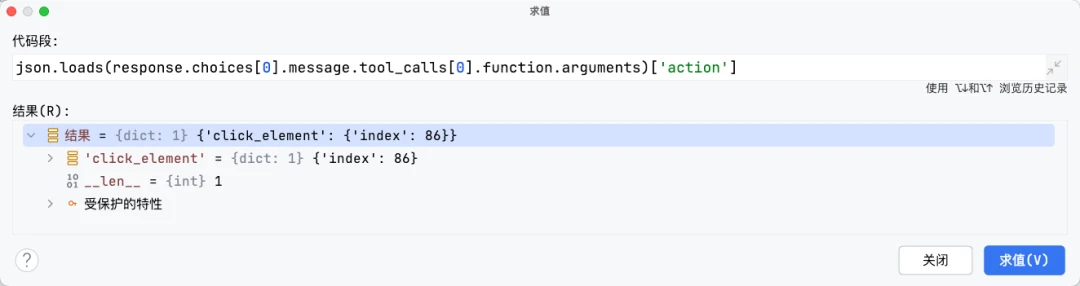 求值
代码段:
json.loads(response.choices[0].message.tool_calls[0].function.arguments)['action']
使用 ⌥↓和⌥↑ 浏览历史记录
结果(R):
结果 = {dict: 1} {'click_element': {'index': 86}}
'click_element' = {dict: 1} {'index': 86}
10 01 __len__ = {int} 1
受保护的特性
? 关闭 求值(V)